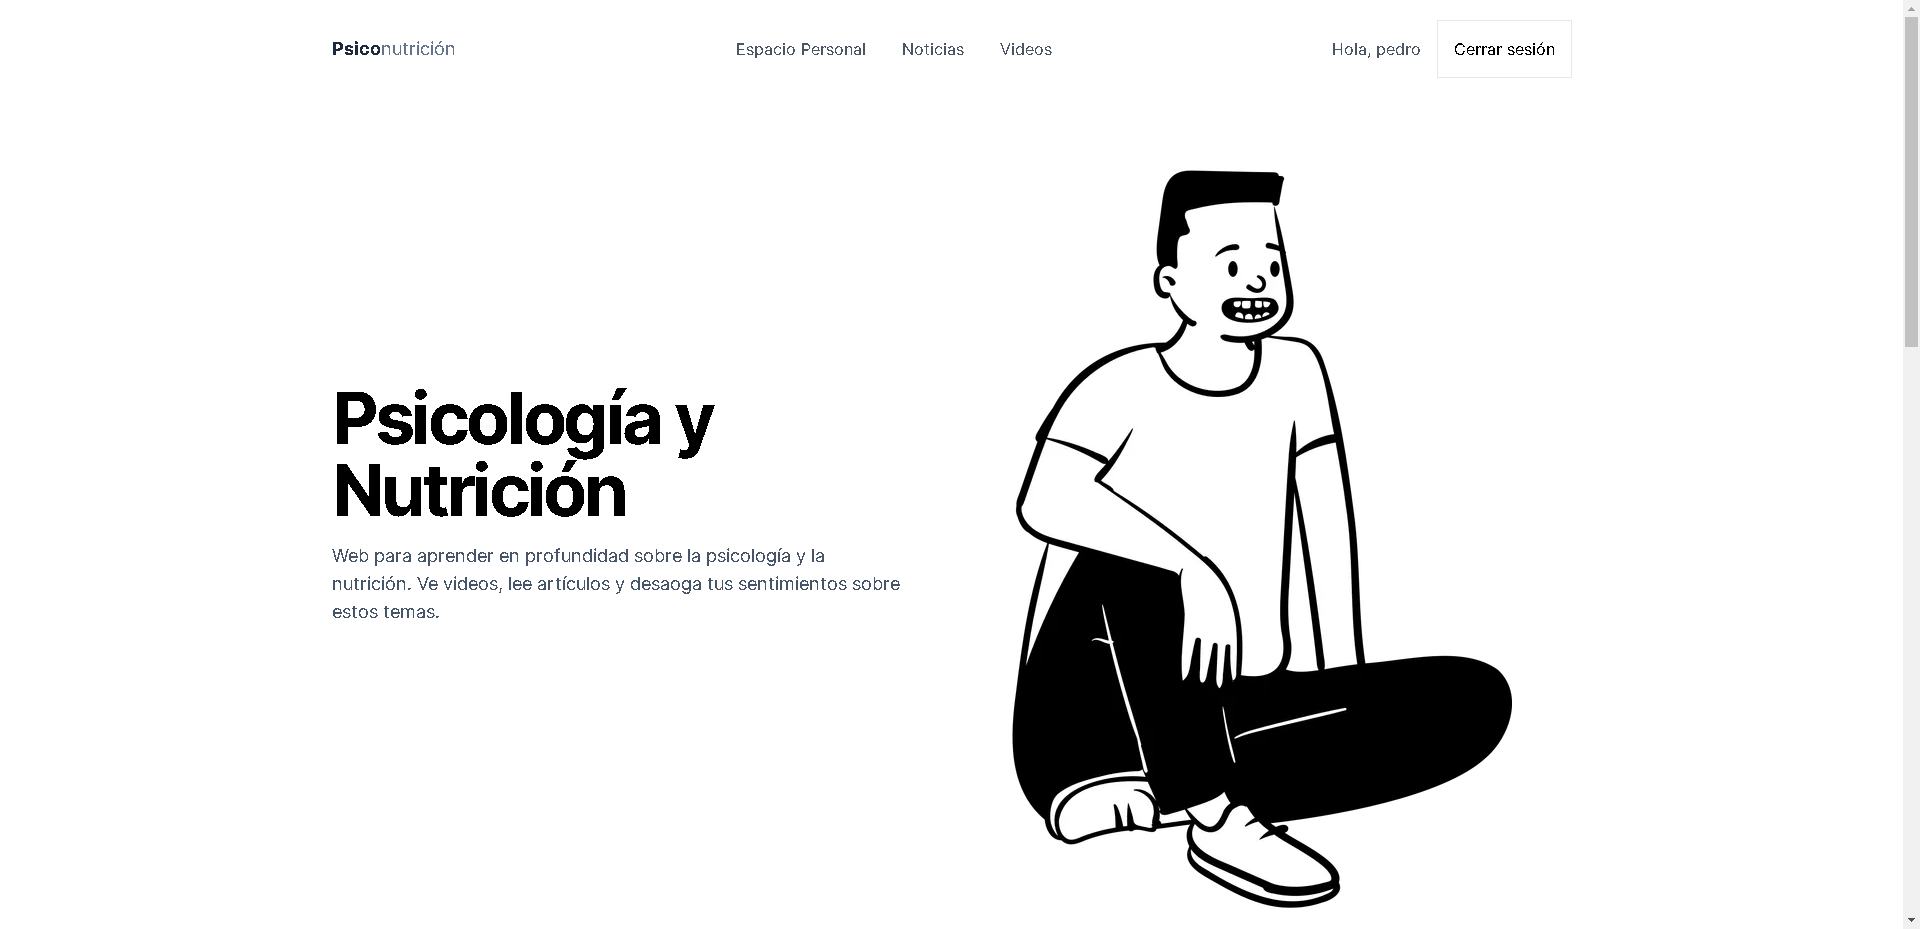 Psiconutrición
Espacio Personal
Noticias
Videos
Hola, pedro
Cerrar sesión
Psicología y
Nutrición
Web para aprender en profundidad sobre la psicología y la
nutrición. Ve videos, lee artículos y desaoga tus sentimientos sobre
estos temas.